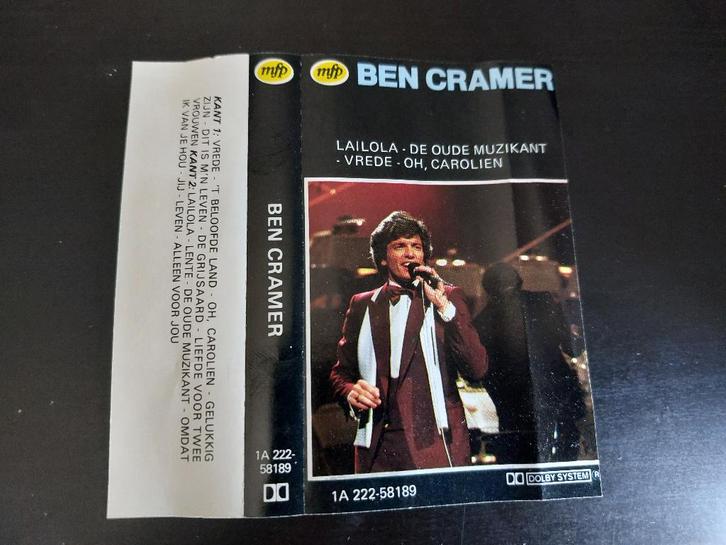 mfp BEN CRAMER
LAILOLA - DE OUDE MUZIKANT
- VREDE - OH, CAROLIEN
1A 222-58189
DOLBY SYSTEM
mfp
BEN CRAMER
1A 222-
58189
KANT 1: VREDE - 'T BELOOFDE LAND - OH, CAROLIEN - GELUKKIG
ZIJN - DIT IS M'N LEVEN - DE GRIJSAARD - LIEFDE VOOR TWEE
VROUWEN KANT 2: LAILOLA - LENTE - DE OUDE MUZIKANT - OMDAT
IK VAN JE HOU - JIJ - LEVEN - ALLEEN VOOR JOU